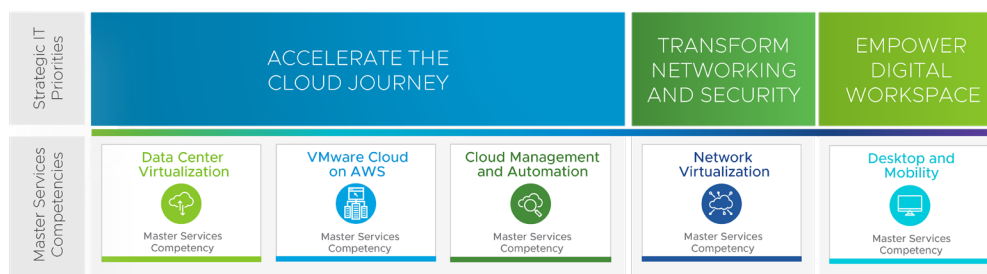 Strategic IT
Priorities
ACCELERATE THE
CLOUD JOURNEY
TRANSFORM
NETWORKING
AND SECURITY
EMPOWER
DIGITAL
WORKSPACE
Master Services
Competencies
Data Center
Virtualization
Master Services
Competency
VMware Cloud
on AWS
Master Services
Competency
Cloud Management
and Automation
Master Services
Competency
Network
Virtualization
Master Services
Competency
Desktop and
Mobility
Master Services
Competency